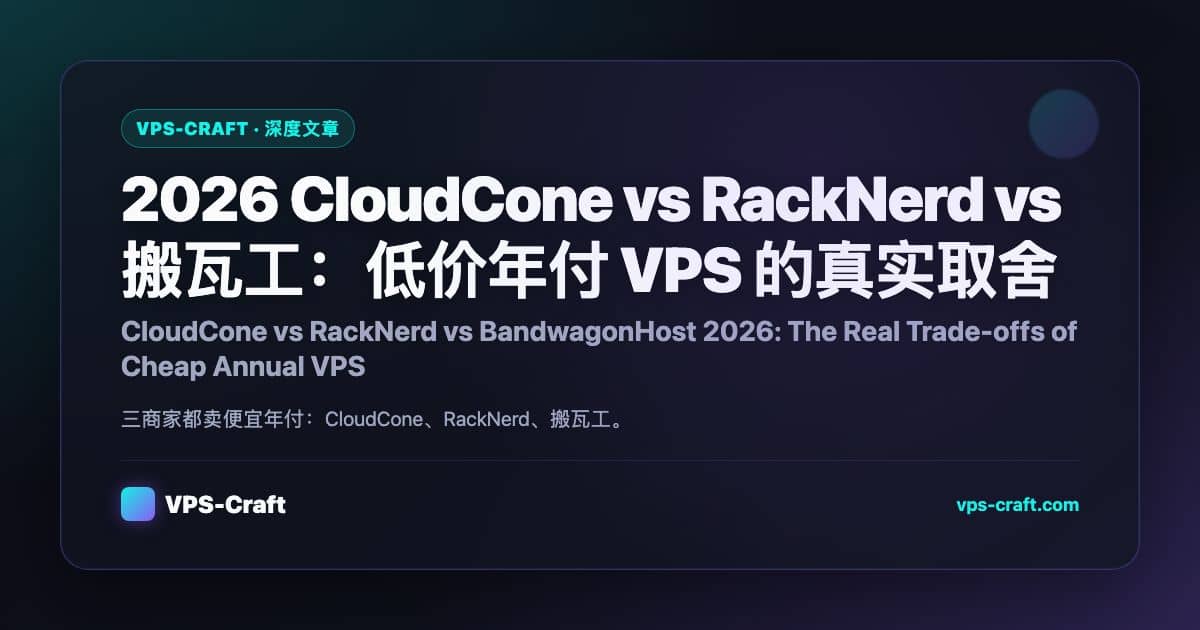 VPS-CRAFT · 深度文章
2026 CloudCone vs RackNerd vs
搬瓦工：低价年付 VPS 的真实取舍
CloudCone vs RackNerd vs BandwagonHost 2026: The Real Trade-offs of
Cheap Annual VPS
三商家都卖便宜年付：CloudCone、RackNerd、搬瓦工。
VPS-Craft
vps-craft.com